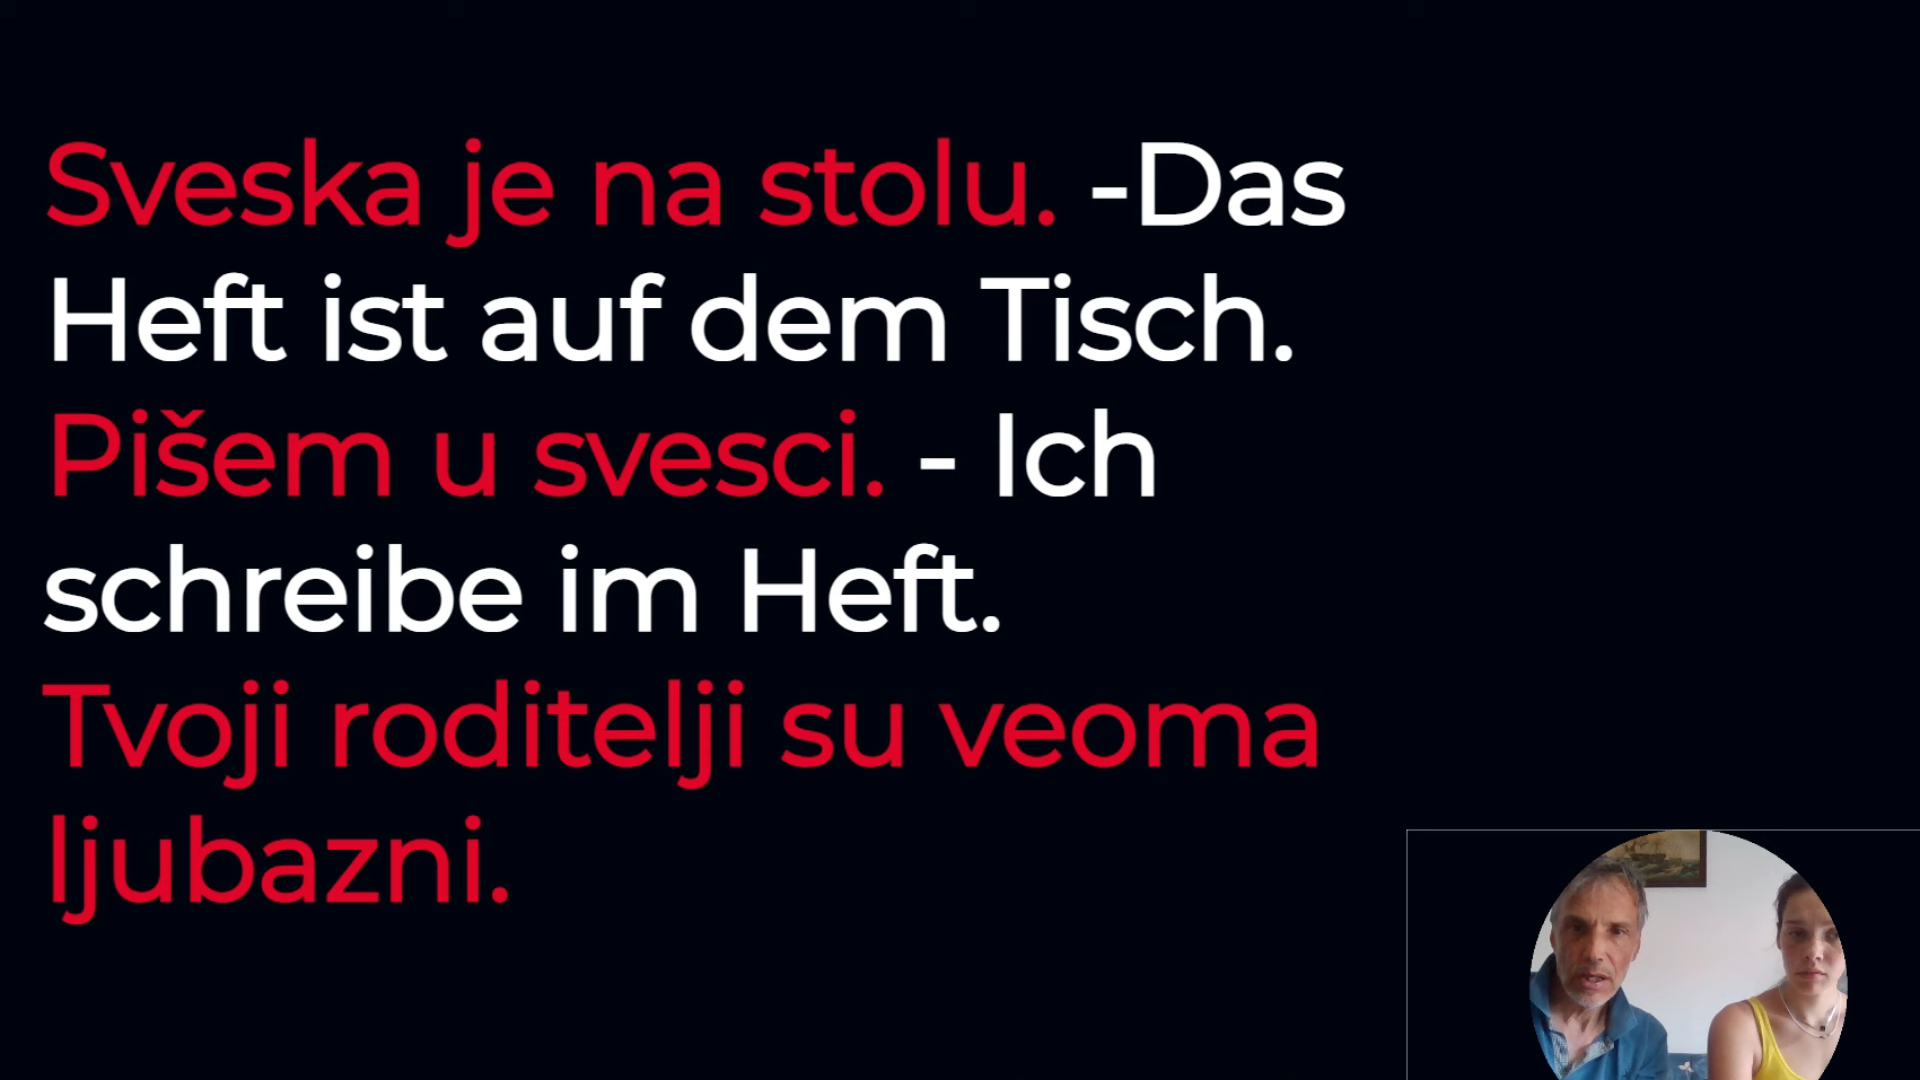 Sveska je na stolu. -Das
Heft ist auf dem Tisch.
Pišem u svesci. - Ich
schreibe im Heft.
Tvoji roditelji su veoma
ljubazni.